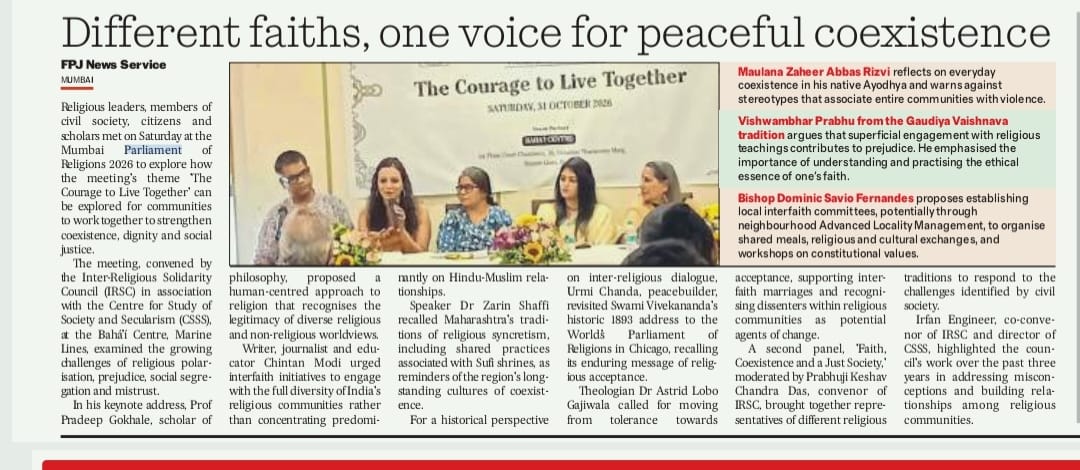 Different faiths, one voice for peaceful coexistence
FPJ News Service
MUMBAI
Religious leaders, members of
civil society, citizens and
scholars met on Saturday at the
Mumbai Parliament of
Religions 2026 to explore how
the meeting's theme 'The
Courage to Live Together' can
be explored for communities
to work together to strengthen
coexistence, dignity and social
justice.
The meeting, convened by
the Inter-Religious Solidarity
Council (IRSC) in association
with the Centre for Study of
Society and Secularism (CSSS),
at the Bahá'í Centre, Marine
Lines, examined the growing
challenges of religious polar-
isation, prejudice, social segre-
gation and mistrust.
In his keynote address, Prof
Pradeep Gokhale, scholar of
The Courage to Live Together
SATURDAY, 31 OCTOBER 2026
philosophy, proposed a
human-centred approach to
religion that recognises the
legitimacy of diverse religious
and non-religious worldviews.
Writer, journalist and edu-
cator Chintan Modi urged
interfaith initiatives to engage
with the full diversity of India's
religious communities rather
than concentrating predomi-
nantly on Hindu-Muslim rela-
tionships.
Speaker Dr Zarin Shaffi
recalled Maharashtra's tradi-
tions of religious syncretism,
including shared practices
associated with Sufi shrines, as
reminders of the region's long-
standing cultures of coexist-
ence.
For a historical perspective
on inter-religious dialogue,
Urmi Chanda, peacebuilder,
revisited Swami Vivekananda's
historic 1893 address to the
World's Parliament of
Religions in Chicago, recalling
its enduring message of relig-
ious acceptance.
Theologian Dr Astrid Lobo
Gajiwala called for moving
from tolerance towards
Maulana Zaheer Abbas Rizvi reflects on everyday
coexistence in his native Ayodhya and warns against
stereotypes that associate entire communities with violence.
Vishwambhar Prabhu from the Gaudiya Vaishnava
tradition argues that superficial engagement with religious
teachings contributes to prejudice. He emphasised the
importance of understanding and practising the ethical
essence of one's faith.
Bishop Dominic Savio Fernandes proposes establishing
local interfaith committees, potentially through
neighbourhood Advanced Locality Management, to organise
shared meals, religious and cultural exchanges, and
workshops on constitutional values.
acceptance, supporting inter-
faith marriages and recogni-
sing dissenters within religious
communities as potential
agents of change.
A second panel, 'Faith,
Coexistence and a Just Society,'
moderated by Prabhuji Keshav
Chandra Das, convenor of
IRSC, brought together repre-
sentatives of different religious
traditions to respond to the
challenges identified by civil
society.
Irfan Engineer, co-conve-
nor of IRSC and director of
CSSS, highlighted the coun-
cil's work over the past three
years in addressing miscon-
ceptions and building rela-
tionships among religious
communities.